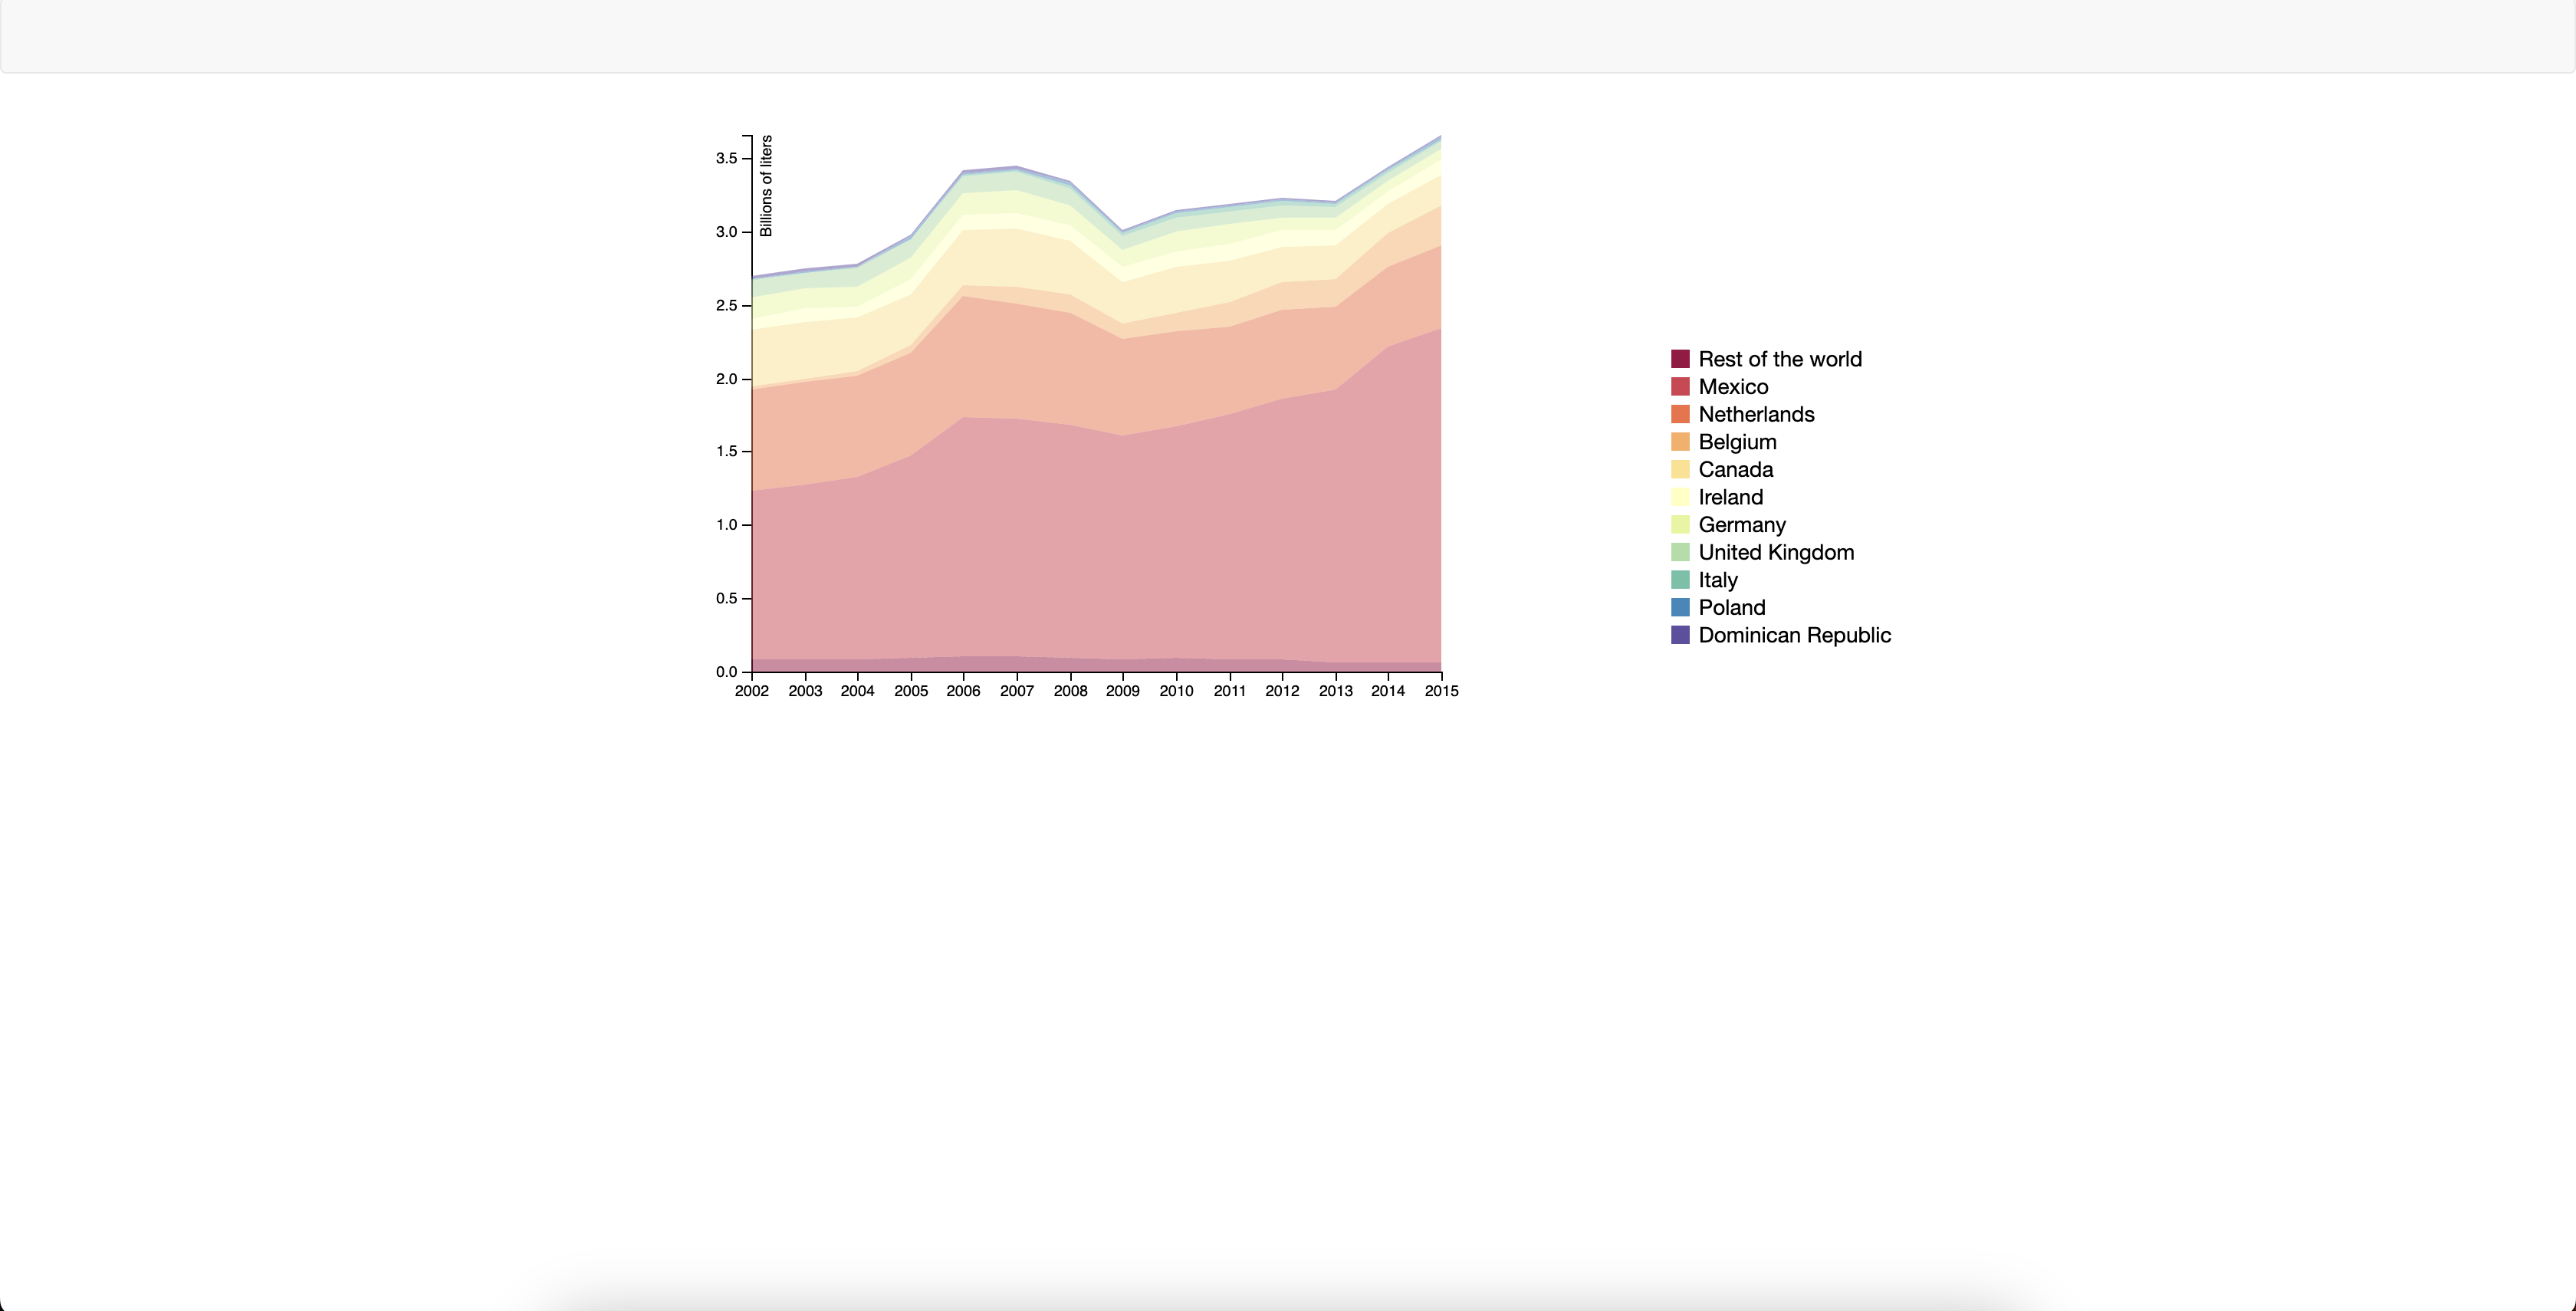 Billions of liters
3.5
3.0
2.5
2.0
1.5
1.0
0.5
0.0
2002 2003 2004 2005 2006 2007 2008 2009 2010 2011 2012 2013 2014 2015
Rest of the world
Mexico
Netherlands
Belgium
Canada
Ireland
Germany
United Kingdom
Italy
Poland
Dominican Republic